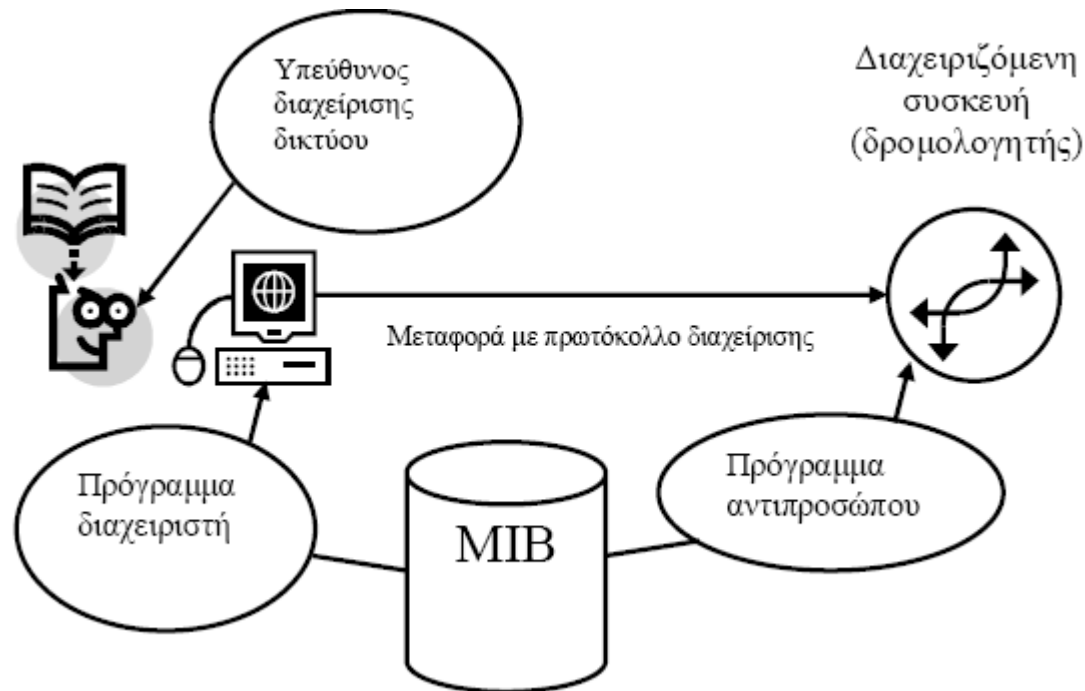 Υπεύθυνος
διαχείρισης
δικτύου
Διαχειριζόμενη
συσκευή
(δρομολογητής)
Μεταφορά με πρωτόκολλο διαχείρισης
Πρόγραμμα
διαχειριστή
MIB
Πρόγραμμα
αντιπροσώπου